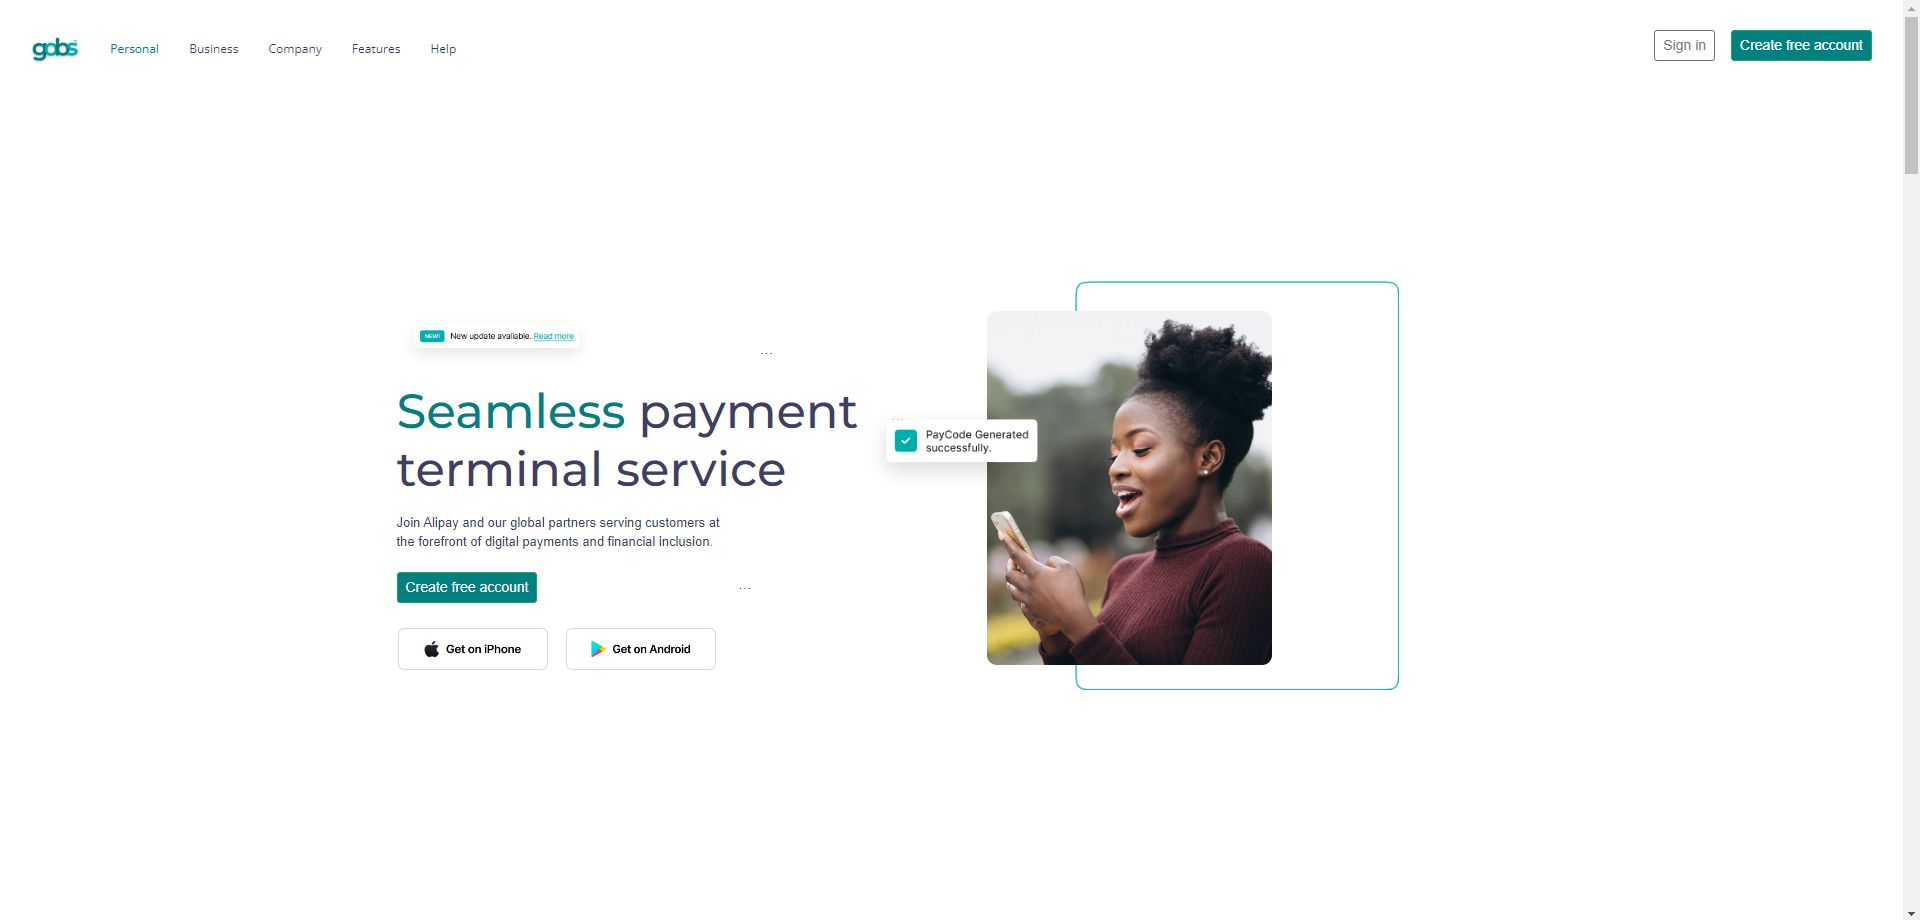 gobs
Personal
Business
Company
Features
Help
Sign in
Create free account
NEW!
New update avaliable. Read more
...
Seamless payment
terminal service
Join Alipay and our global partners serving customers at
the forefront of digital payments and financial inclusion.
Create free account
...
Get on iPhone
Get on Android
...
PayCode Generated
successfully.